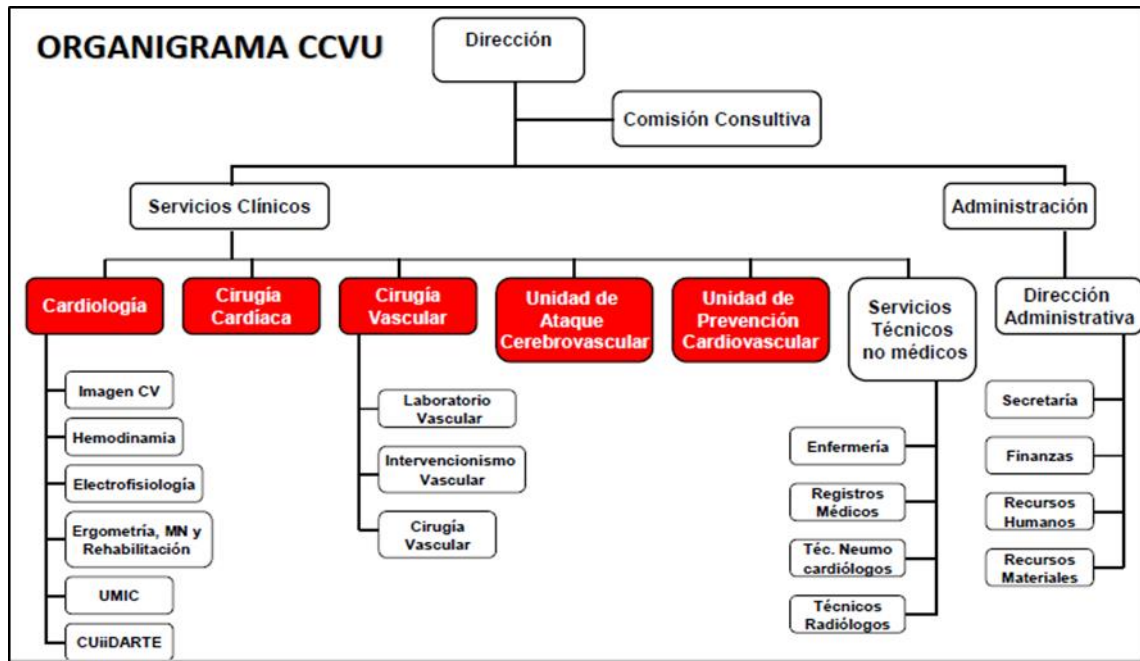 ORGANIGRAMA CCVU
Dirección
Comisión Consultiva
Servicios Clínicos
Administración
Cardiología
Cirugía
Cardíaca
Cirugía
Vascular
Unidad de
Ataque
Cerebrovascular
Unidad de
Prevención
Cardiovascular
Servicios
Técnicos
no médicos
Dirección
Administrativa
Imagen CV
Hemodinamia
Electrofisiología
Ergometría, MN y
Rehabilitación
UMIC
CUiiDARTE
Laboratorio
Vascular
Intervencionismo
Vascular
Cirugía
Vascular
Enfermería
Registros
Médicos
Téc. Neumo
cardiólogos
Técnicos
Radiólogos
Secretaría
Finanzas
Recursos
Humanos
Recursos
Materiales